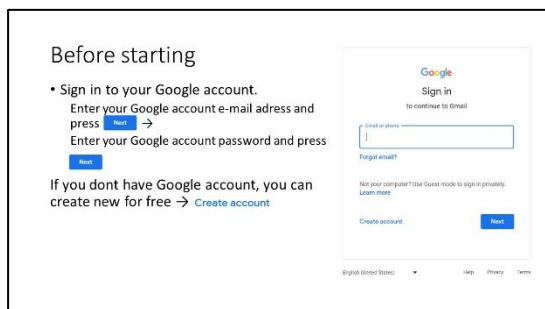 Before starting
• Sign in to your Google account.
Enter your Google account e-mail adress and
press Next →
Enter your Google account password and press
Next
If you dont have Google account, you can
create new for free → Create account
Google
Sign in
to continue to Gmail
Email or phone
Forgot email?
Not your computer? Use Guest mode to sign in privately.
Learn more
Create account Next
English (United States) Help Privacy Terms